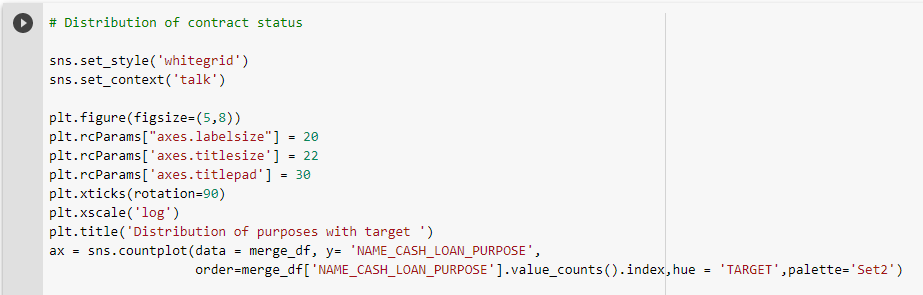 # Distribution of contract status
sns.set_style('whitegrid')
sns.set_context('talk')
plt.figure(figsize=(5,8))
plt.rcParams["axes.labelsize"] = 20
plt.rcParams['axes.titlesize'] = 22
plt.rcParams['axes.titlepad'] = 30
plt.xticks(rotation=90)
plt.xscale('log')
plt.title('Distribution of purposes with target ')
ax = sns.countplot(data = merge_df, y= 'NAME_CASH_LOAN_PURPOSE',
order=merge_df['NAME_CASH_LOAN_PURPOSE'].value_counts().index,hue = 'TARGET',palette='Set2')